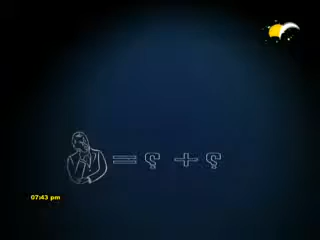 = ؟ + ؟
07:43 pm